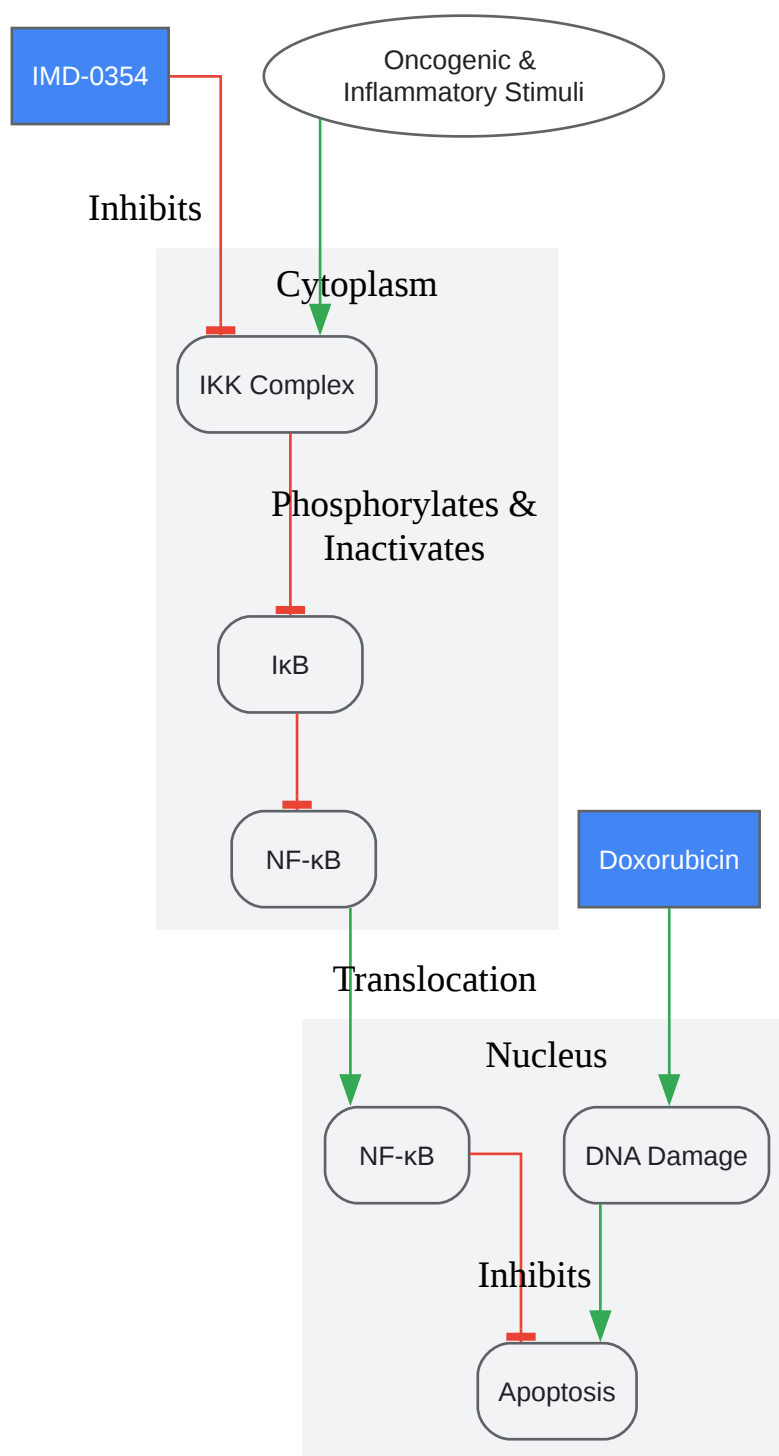 IMD-0354
Oncogenic &
Inflammatory Stimuli
Inhibits
Cytoplasm
IKK Complex
Phosphorylates &
Inactivates
IκB
NF-κB
Doxorubicin
Translocation
Nucleus
NF-κB
DNA Damage
Inhibits
Apoptosis